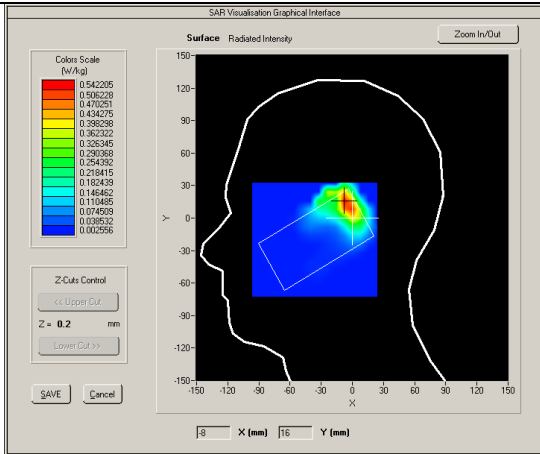 SAR Visualisation Graphical Interface
Surface Radiated Intensity
Zoom In/Out
Colors Scale
(W/kg)
0.542205
0.506228
0.470251
0.434275
0.398298
0.362322
0.326345
0.290368
0.254392
0.218415
0.182439
0.146462
0.110485
0.074509
0.038532
0.002556
Z-Cuts Control
<< Upper Cut
Z = 0.2 mm
Lower Cut >>
SAVE Cancel
150-
120-
90-
60-
30-
0-
-30-
-60-
-90-
-120-
-150-
Y
-150 -120 -90 -60 -30 0 30 60 90 120 150
X
-8 X (mm) 16 Y (mm)